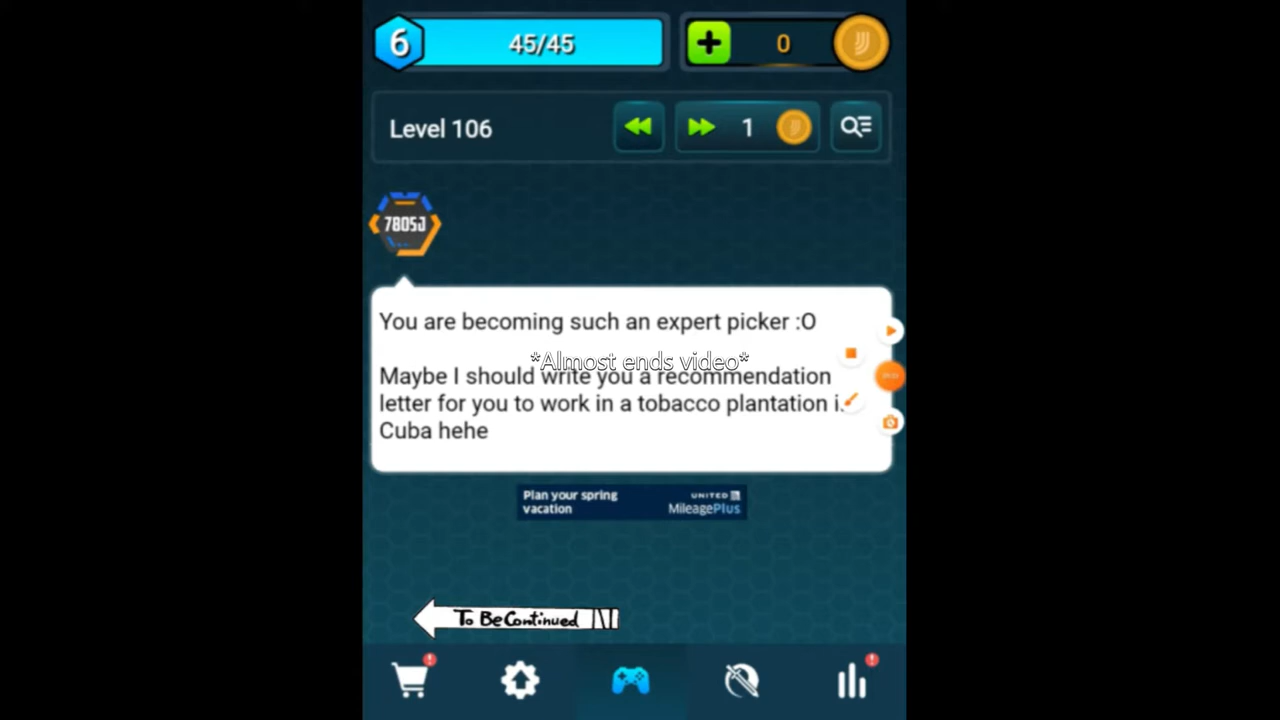 6
45/45
0
Level 106
1
7805J
You are becoming such an expert picker :O
*Almost ends video*
Maybe I should write you a recommendation
letter for you to work in a tobacco plantation
Cuba hehe
Plan your spring
vacation
UNITED
MileagePlus
To Be Continued